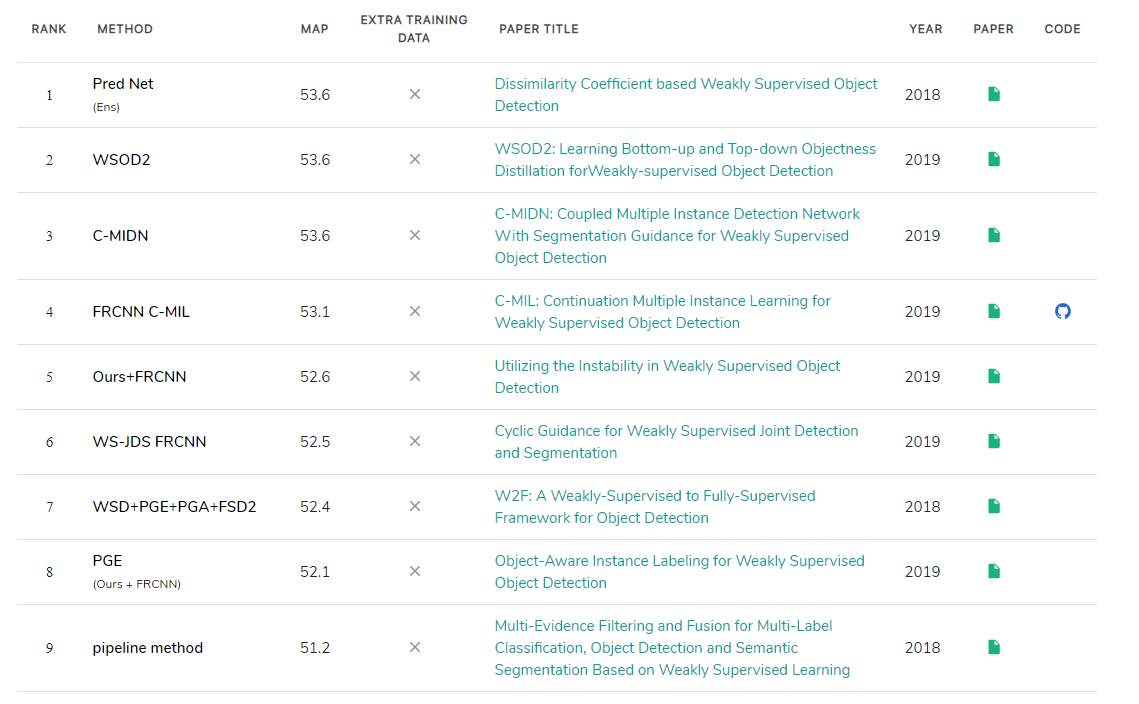 RANK METHOD MAP EXTRA TRAINING DATA PAPER TITLE YEAR PAPER CODE
1 Pred Net (Ens) 53.6 Dissimilarity Coefficient based Weakly Supervised Object Detection 2018
2 WSOD2 53.6 WSOD2: Learning Bottom-up and Top-down Objectness Distillation forWeakly-supervised Object Detection 2019
3 C-MIDN 53.6 C-MIDN: Coupled Multiple Instance Detection Network With Segmentation Guidance for Weakly Supervised Object Detection 2019
4 FRCNN C-MIL 53.1 C-MIL: Continuation Multiple Instance Learning for Weakly Supervised Object Detection 2019
5 Ours+FRCNN 52.6 Utilizing the Instability in Weakly Supervised Object Detection 2019
6 WS-JDS FRCNN 52.5 Cyclic Guidance for Weakly Supervised Joint Detection and Segmentation 2019
7 WSD+PGE+PGA+FSD2 52.4 W2F: A Weakly-Supervised to Fully-Supervised Framework for Object Detection 2018
8 PGE (Ours + FRCNN) 52.1 Object-Aware Instance Labeling for Weakly Supervised Object Detection 2019
9 pipeline method 51.2 Multi-Evidence Filtering and Fusion for Multi-Label Classification, Object Detection and Semantic Segmentation Based on Weakly Supervised Learning 2018